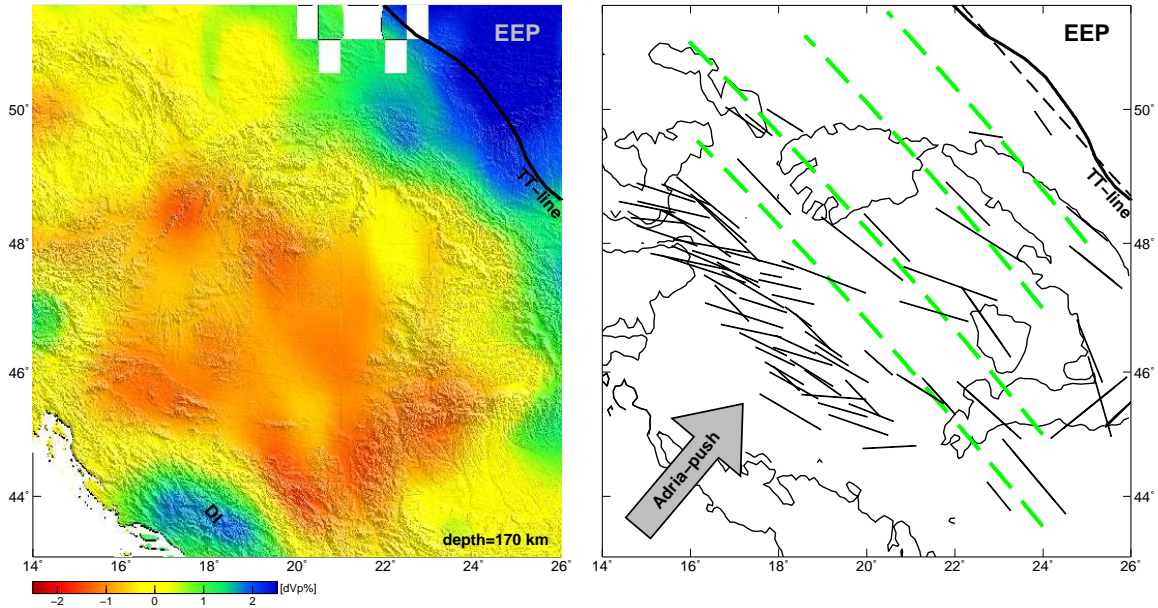 EEP
TT−line
50°
48°
46°
44°
DI
depth=170 km
14° 16° 18° 20° 22° 24° 26°
−2 −1 0 1 2 [dVp%]
EEP
TT−line
50°
48°
46°
44°
Adria−push
14° 16° 18° 20° 22° 24° 26°